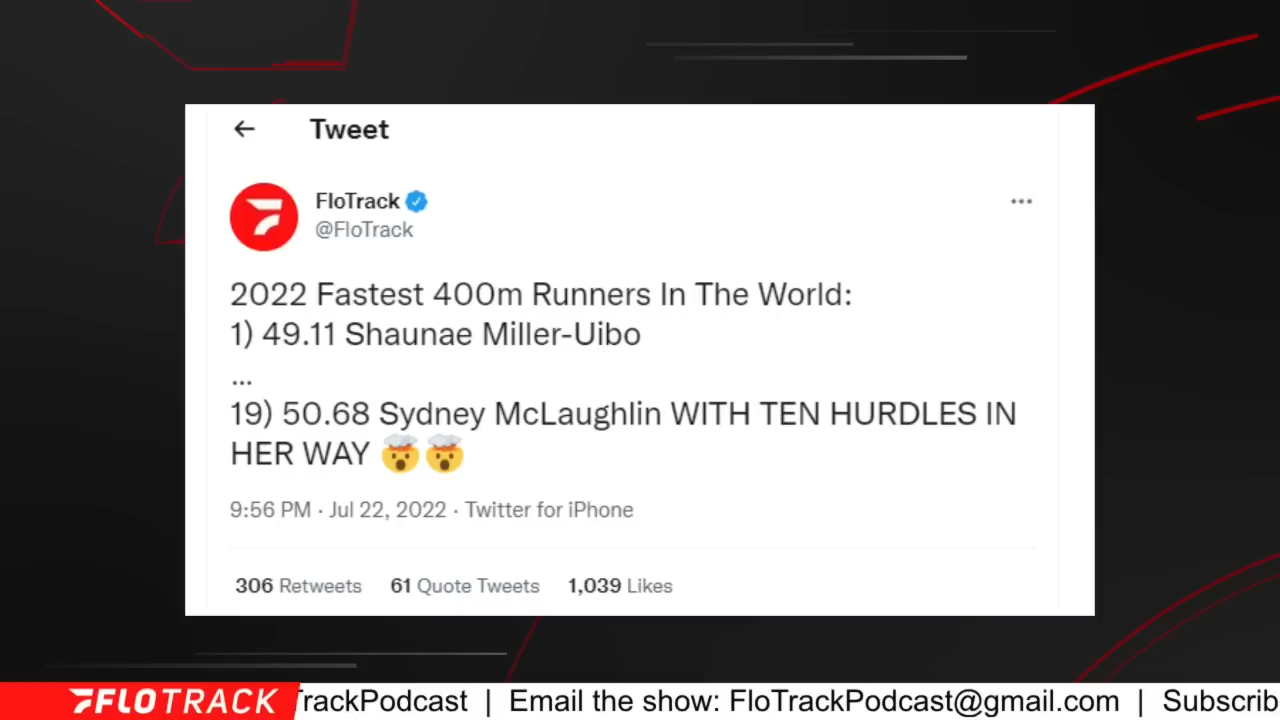 Tweet
FloTrack
@FloTrack
2022 Fastest 400m Runners In The World:
1) 49.11 Shaunae Miller-Uibo
...
19) 50.68 Sydney McLaughlin WITH TEN HURDLES IN
HER WAY 🤯🤯
9:56 PM · Jul 22, 2022 · Twitter for iPhone
306 Retweets 61 Quote Tweets 1,039 Likes
FLOTRACK TrackPodcast | Email the show: FloTrackPodcast@gmail.com | Subscrib